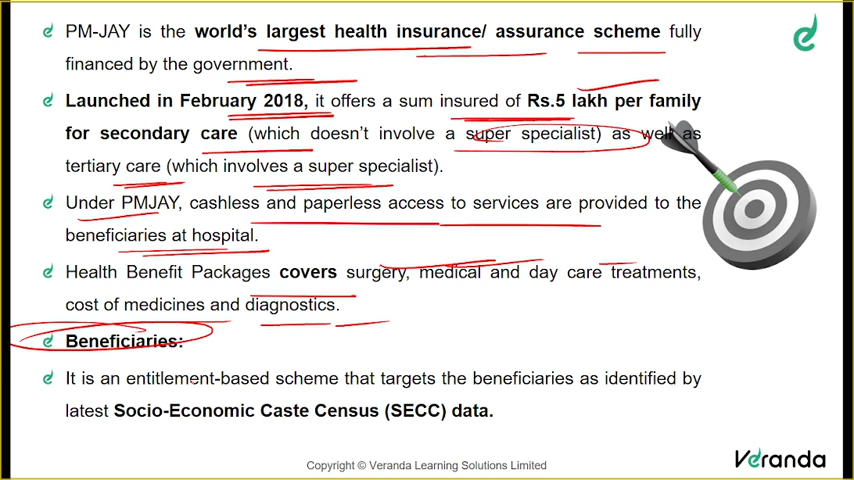 PM-JAY is the world's largest health insurance/ assurance scheme fully
financed by the government.
Launched in February 2018, it offers a sum insured of Rs.5 lakh per family
for secondary care (which doesn't involve a super specialist) as well as
tertiary care (which involves a super specialist).
Under PMJAY, cashless and paperless access to services are provided to the
beneficiaries at hospital.
Health Benefit Packages covers surgery, medical and day care treatments,
cost of medicines and diagnostics.
Beneficiaries:
It is an entitlement-based scheme that targets the beneficiaries as identified by
latest Socio-Economic Caste Census (SECC) data.
Copyright © Veranda Learning Solutions Limited
Veranda